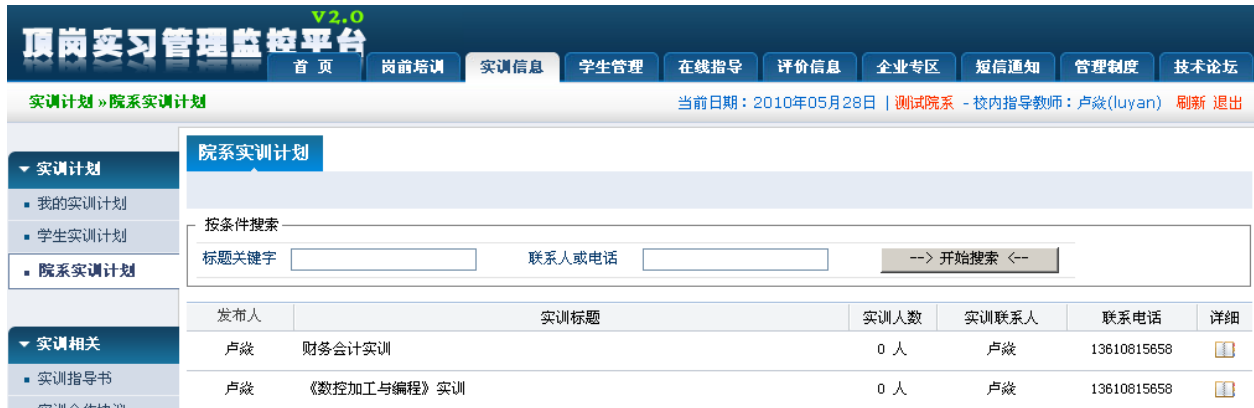 V2.0
顶岗实习管理监控平台
首 页 岗前培训 实训信息 学生管理 在线指导 评价信息 企业专区 短信通知 管理制度 技术论坛
实训计划 » 院系实训计划
当前日期：2010年05月28日 | 测试院系 - 校内指导教师：卢焱(luyan) 刷新 退出
院系实训计划
实训计划
我的实训计划
学生实训计划
院系实训计划
按条件搜索
标题关键字 联系人或电话 --> 开始搜索 <--
发布人 实训标题 实训人数 实训联系人 联系电话 详细
卢焱 财务会计实训 0 人 卢焱 13610815658
卢焱 《数控加工与编程》实训 0 人 卢焱 13610815658
实训相关
实训指导书